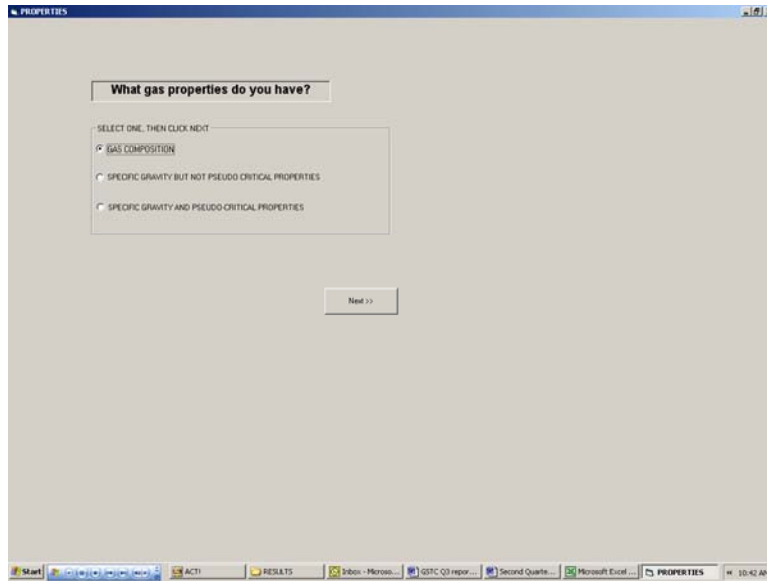 PROPERTIES
What gas properties do you have?
SELECT ONE, THEN CLICK NEXT
GAS COMPOSITION
SPECIFIC GRAVITY BUT NOT PSEUDO CRITICAL PROPERTIES
SPECIFIC GRAVITY AND PSEUDO-CRITICAL PROPERTIES
Next >>
Start ACT! RESULTS Inbox - Microso... GSTC Q3 repor... Second Quarte... Microsoft Excel ... PROPERTIES 10:42 AM